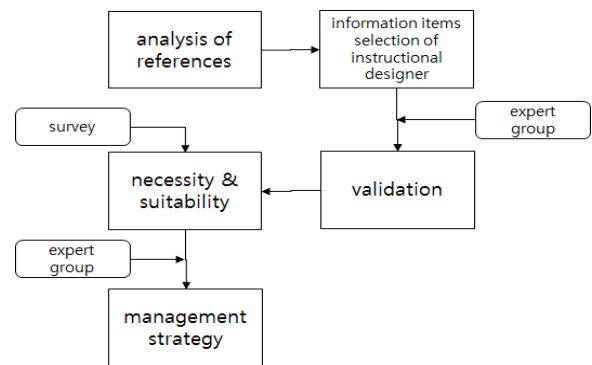 analysis of
references
information items
selection of
instructional
designer
expert
group
survey
necessity &
suitability
validation
expert
group
management
strategy